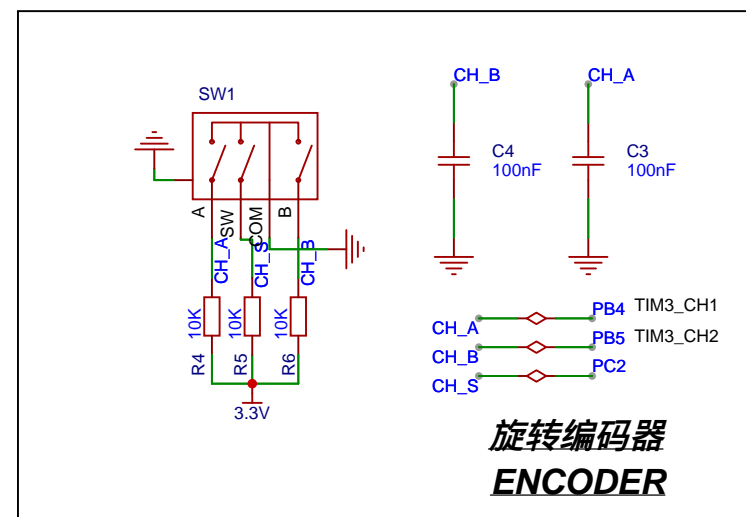 SW1
A
SW
COM
B
CH_A
CH_S
CH_B
10K
10K
10K
R4
R5
R6
3.3V
CH_B
CH_A
C4
100nF
C3
100nF
CH_A
PB4
TIM3_CH1
CH_B
PB5
TIM3_CH2
CH_S
PC2
旋转编码器
ENCODER